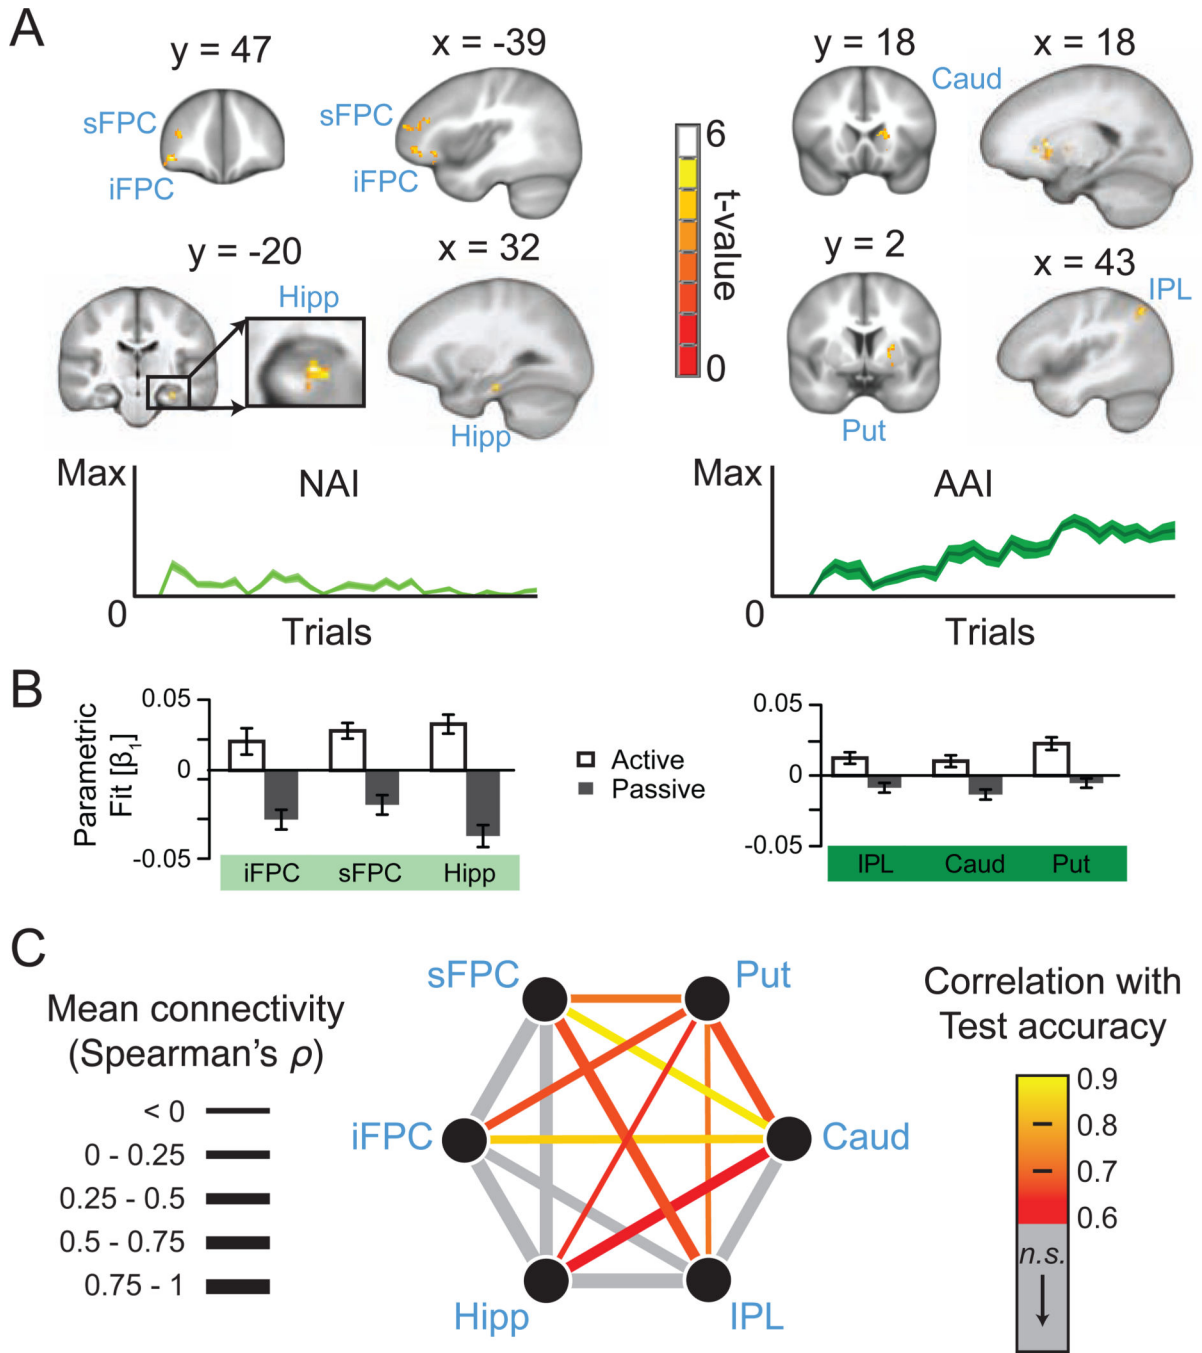 A
y = 47
x = -39
y = 18
x = 18
sFPC
iFPC
sFPC
iFPC
Caud
6
t-value
0
y = -20
x = 32
y = 2
x = 43
Hipp
Hipp
Put
IPL
Max
NAI
0
Trials
Max
AAI
0
Trials
B
Parametric
Fit [β1]
0.05
0
-0.05
iFPC sFPC Hipp
Active
Passive
0.05
0
-0.05
IPL Caud Put
C
Mean connectivity
(Spearman's ρ)
< 0
0 - 0.25
0.25 - 0.5
0.5 - 0.75
0.75 - 1
sFPC
Put
iFPC
Caud
Hipp
IPL
Correlation with
Test accuracy
0.9
0.8
0.7
0.6
n.s.